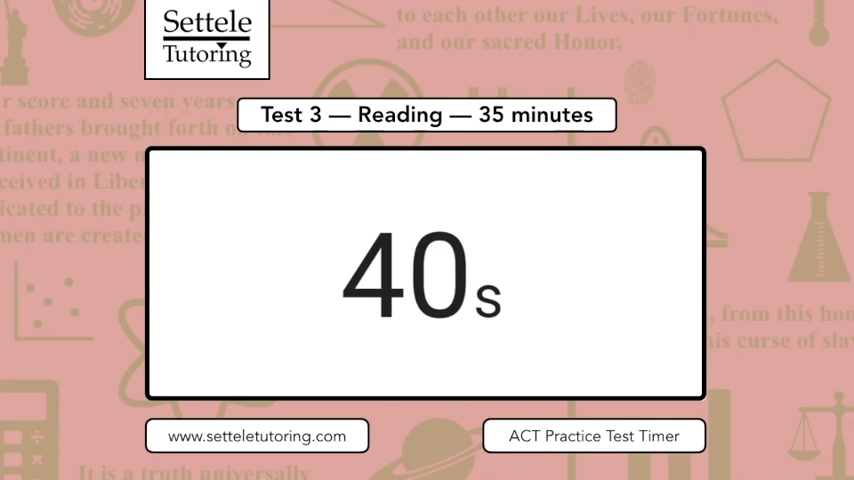 Settele
Tutoring
to each other our Lives, our Fortunes,
and our sacred Honor.
r score and seven years
fathers brought forth o
tinent, a new n
ceived in Liber
icated to the p
men are create
Test 3 — Reading — 35 minutes
40s
, from this hou
his curse of sla
www.setteletutoring.com
ACT Practice Test Timer
It is a truth universally